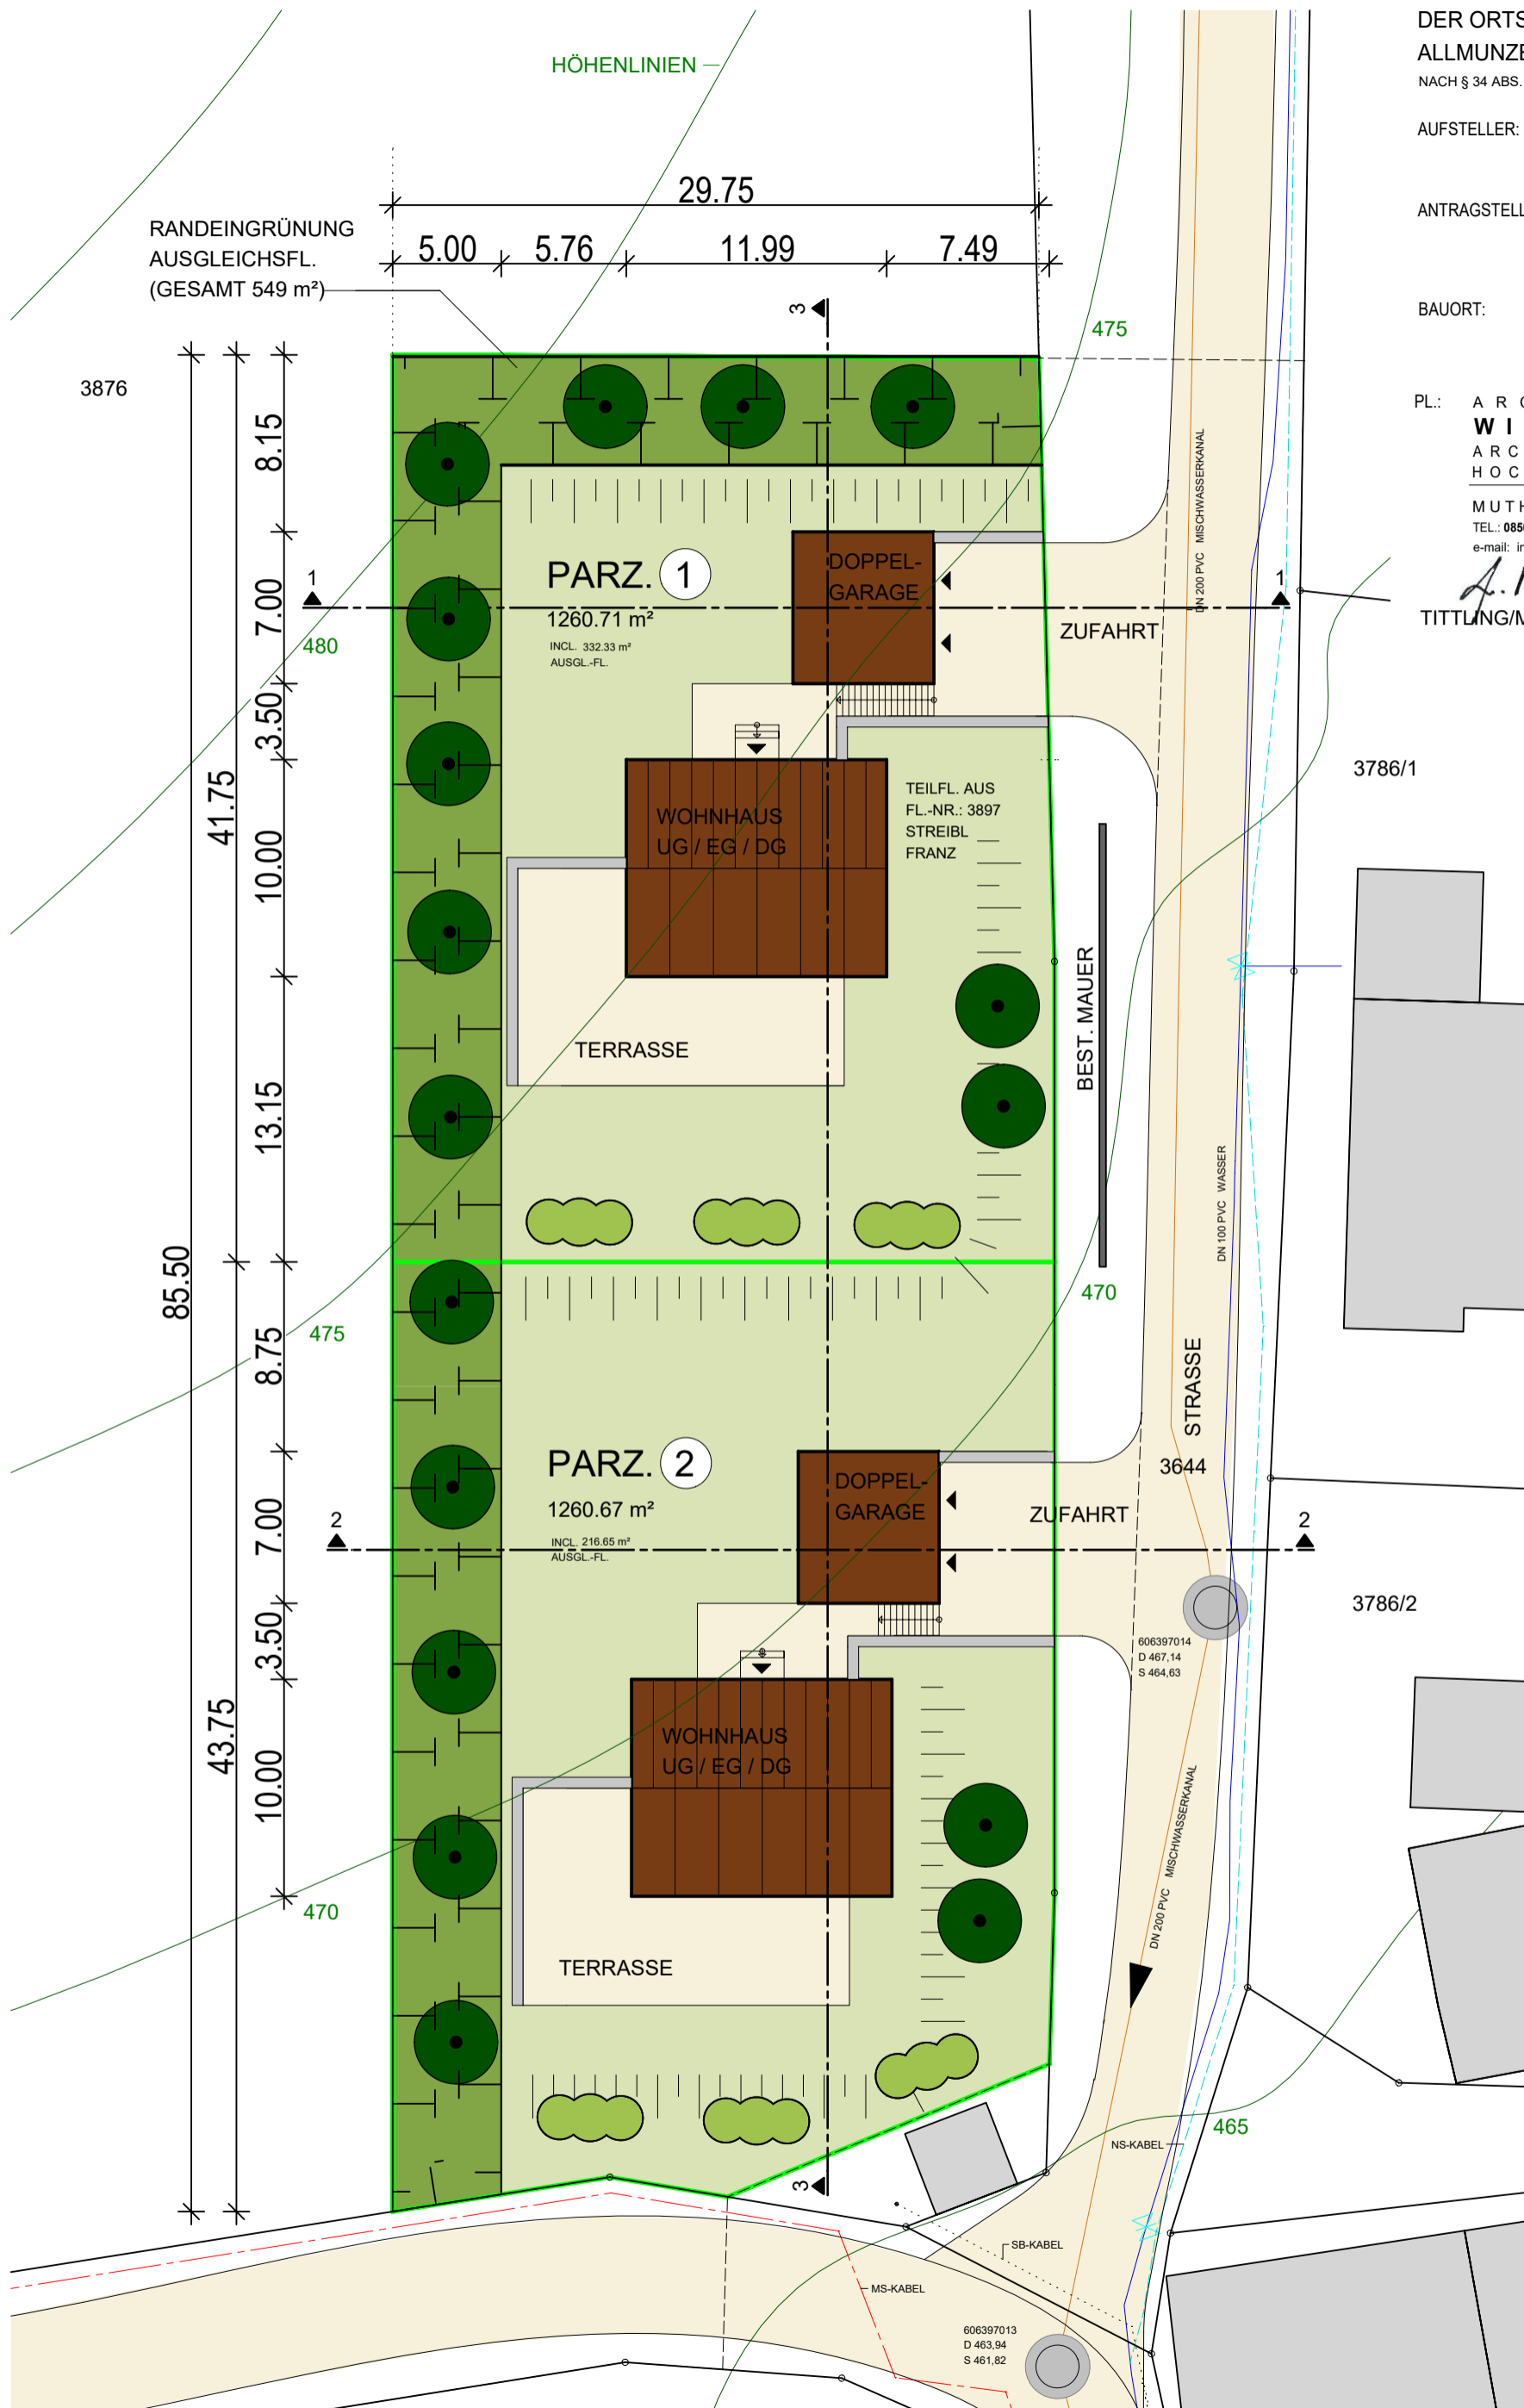 HÖHENLINIEN
DER ORTS
ALLMUNZE
NACH § 34 ABS.
AUFSTELLER:
ANTRAGSTELL
BAUORT:
PL.:
A R C
W I
A R C
H O C
M U T H
TEL.: 085
e-mail: i
TITTLING/M
29.75
5.00
5.76
11.99
7.49
RANDEINGRÜNUNG
AUSGLEICHSFL.
(GESAMT 549 m²)
3
475
3876
8.15
7.00
3.50
10.00
13.15
41.75
85.50
8.75
7.00
3.50
10.00
43.75
PARZ. 1
1260.71 m²
INCL. 332.33 m²
AUSGL.-FL.
DOPPEL-
GARAGE
1
1
480
ZUFAHRT
DN 200 PVC MISCHWASSERKANAL
WOHNHAUS
UG / EG / DG
TEILFL. AUS
FL.-NR.: 3897
STREIBL
FRANZ
3786/1
TERRASSE
BEST. MAUER
DN 100 PVC WASSER
470
475
STRASSE
3644
PARZ. 2
1260.67 m²
INCL. 216.65 m²
AUSGL.-FL.
DOPPEL-
GARAGE
ZUFAHRT
2
2
3786/2
606397014
D 467,14
S 464,63
WOHNHAUS
UG / EG / DG
DN 200 PVC MISCHWASSERKANAL
470
TERRASSE
465
NS-KABEL
3
SB-KABEL
MS-KABEL
606397013
D 463,94
S 461,82